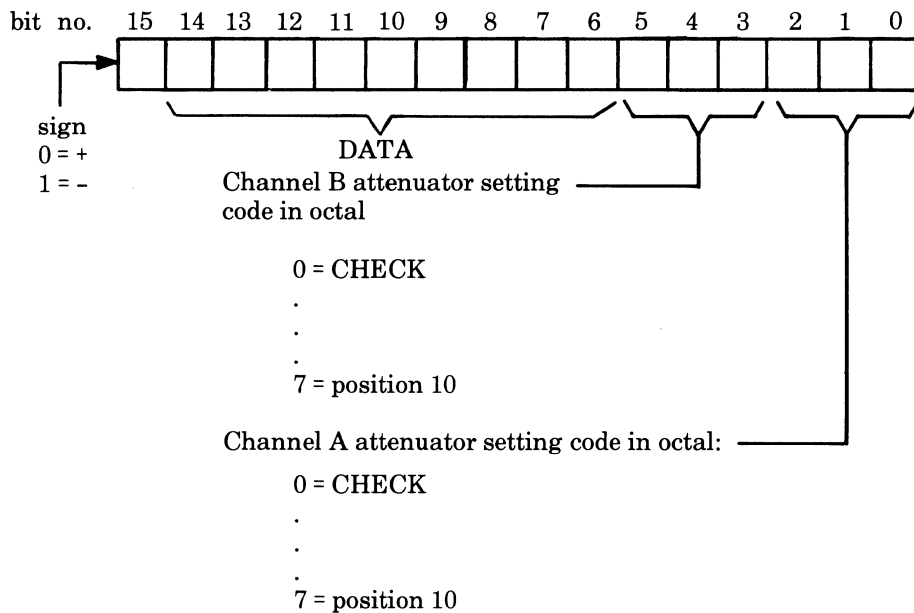 bit no. 15 14 13 12 11 10 9 8 7 6 5 4 3 2 1 0
sign
0 = +
1 = –
DATA
Channel B attenuator setting
code in octal
0 = CHECK
.
.
.
7 = position 10
Channel A attenuator setting code in octal:
0 = CHECK
.
.
.
7 = position 10